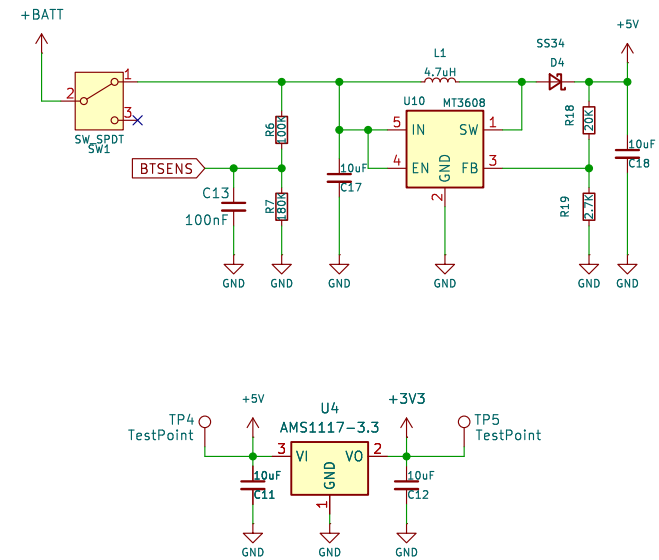 +BATT
1
2
3
SW_SPDT
SW1
BTSENS
C13
100nF
GND
R6
100K
R7
180K
GND
10uF
C17
GND
L1
4.7uH
U10
MT3608
5
IN
SW
1
4
EN
GND
FB
3
2
GND
SS34
D4
+5V
R18
20K
10uF
C18
R19
2.7K
GND
GND
TP4
TestPoint
+5V
U4
AMS1117-3.3
+3V3
TP5
TestPoint
3
VI
VO
2
GND
1
10uF
C11
10uF
C12
GND
GND
GND